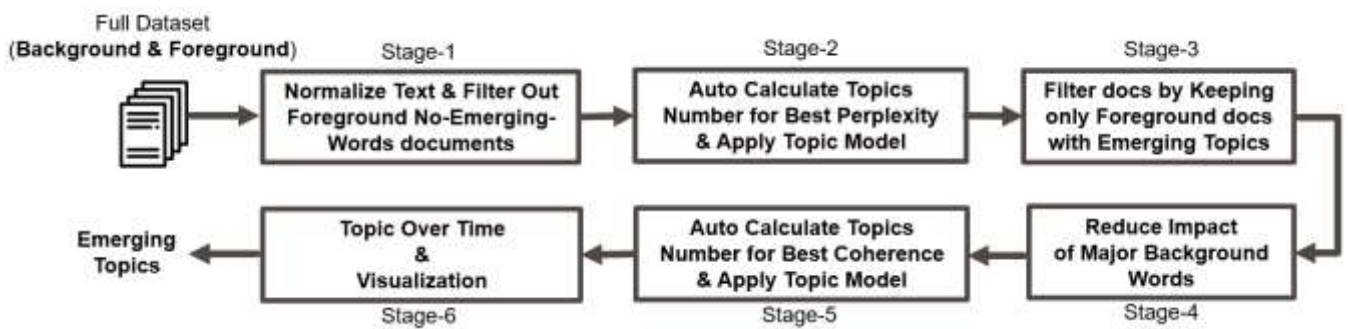 Full Dataset
(Background & Foreground)
Stage-1
Normalize Text & Filter Out
Foreground No-Emerging-
Words documents
Stage-2
Auto Calculate Topics
Number for Best Perplexity
& Apply Topic Model
Stage-3
Filter docs by Keeping
only Foreground docs
with Emerging Topics
Reduce Impact
of Major Background
Words
Stage-4
Auto Calculate Topics
Number for Best Coherence
& Apply Topic Model
Stage-5
Topic Over Time
&
Visualization
Stage-6
Emerging
Topics